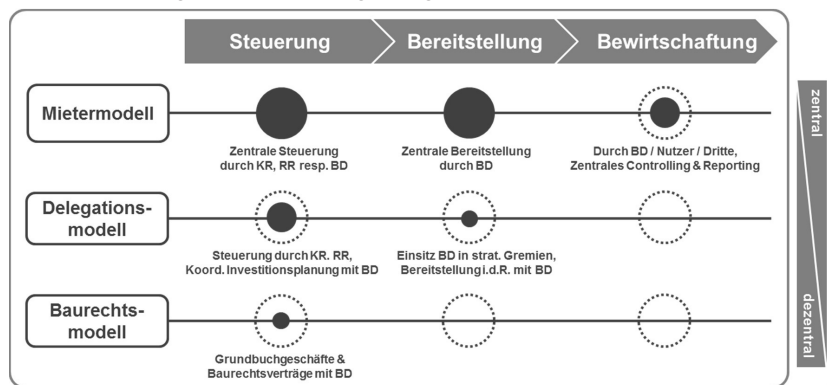 Steuerung
Bereitstellung
Bewirtschaftung
Mietermodell
Zentrale Steuerung
durch KR, RR resp. BD
Zentrale Bereitstellung
durch BD
Durch BD / Nutzer / Dritte,
Zentrales Controlling & Reporting
Delegations-
modell
Steuerung durch KR. RR,
Koord. Investitionsplanung mit BD
Einsitz BD in strat. Gremien,
Bereitstellung i.d.R. mit BD
Baurechts-
modell
Grundbuchgeschäfte &
Baurechtsverträge mit BD
zentral
dezentral